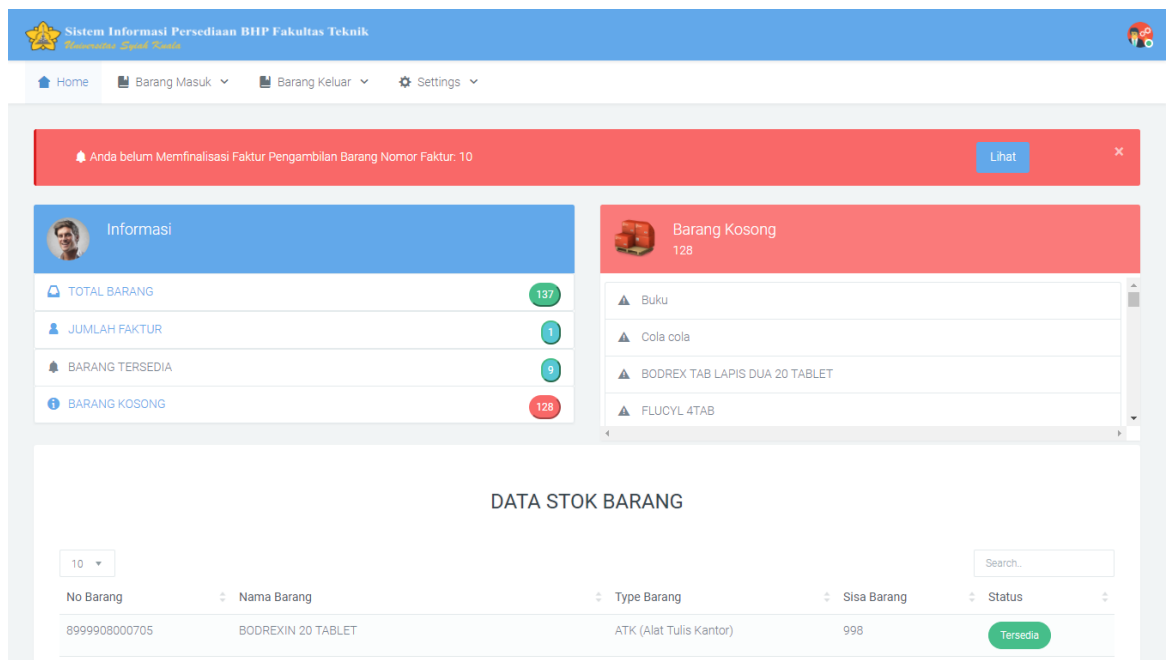 Sistem Informasi Persediaan BHP Fakultas Teknik
Universitas Syiah Kuala
Home Barang Masuk Barang Keluar Settings
Anda belum Memfinalisasi Faktur Pengambilan Barang Nomor Faktur: 10 Lihat ×
Informasi
TOTAL BARANG 137
JUMLAH FAKTUR 1
BARANG TERSEDIA 9
BARANG KOSONG 128
Barang Kosong
128
Buku
Cola cola
BODREX TAB LAPIS DUA 20 TABLET
FLUCYL 4TAB
DATA STOK BARANG
10 Search..
No Barang Nama Barang Type Barang Sisa Barang Status
8999908000705 BODREXIN 20 TABLET ATK (Alat Tulis Kantor) 998 Tersedia